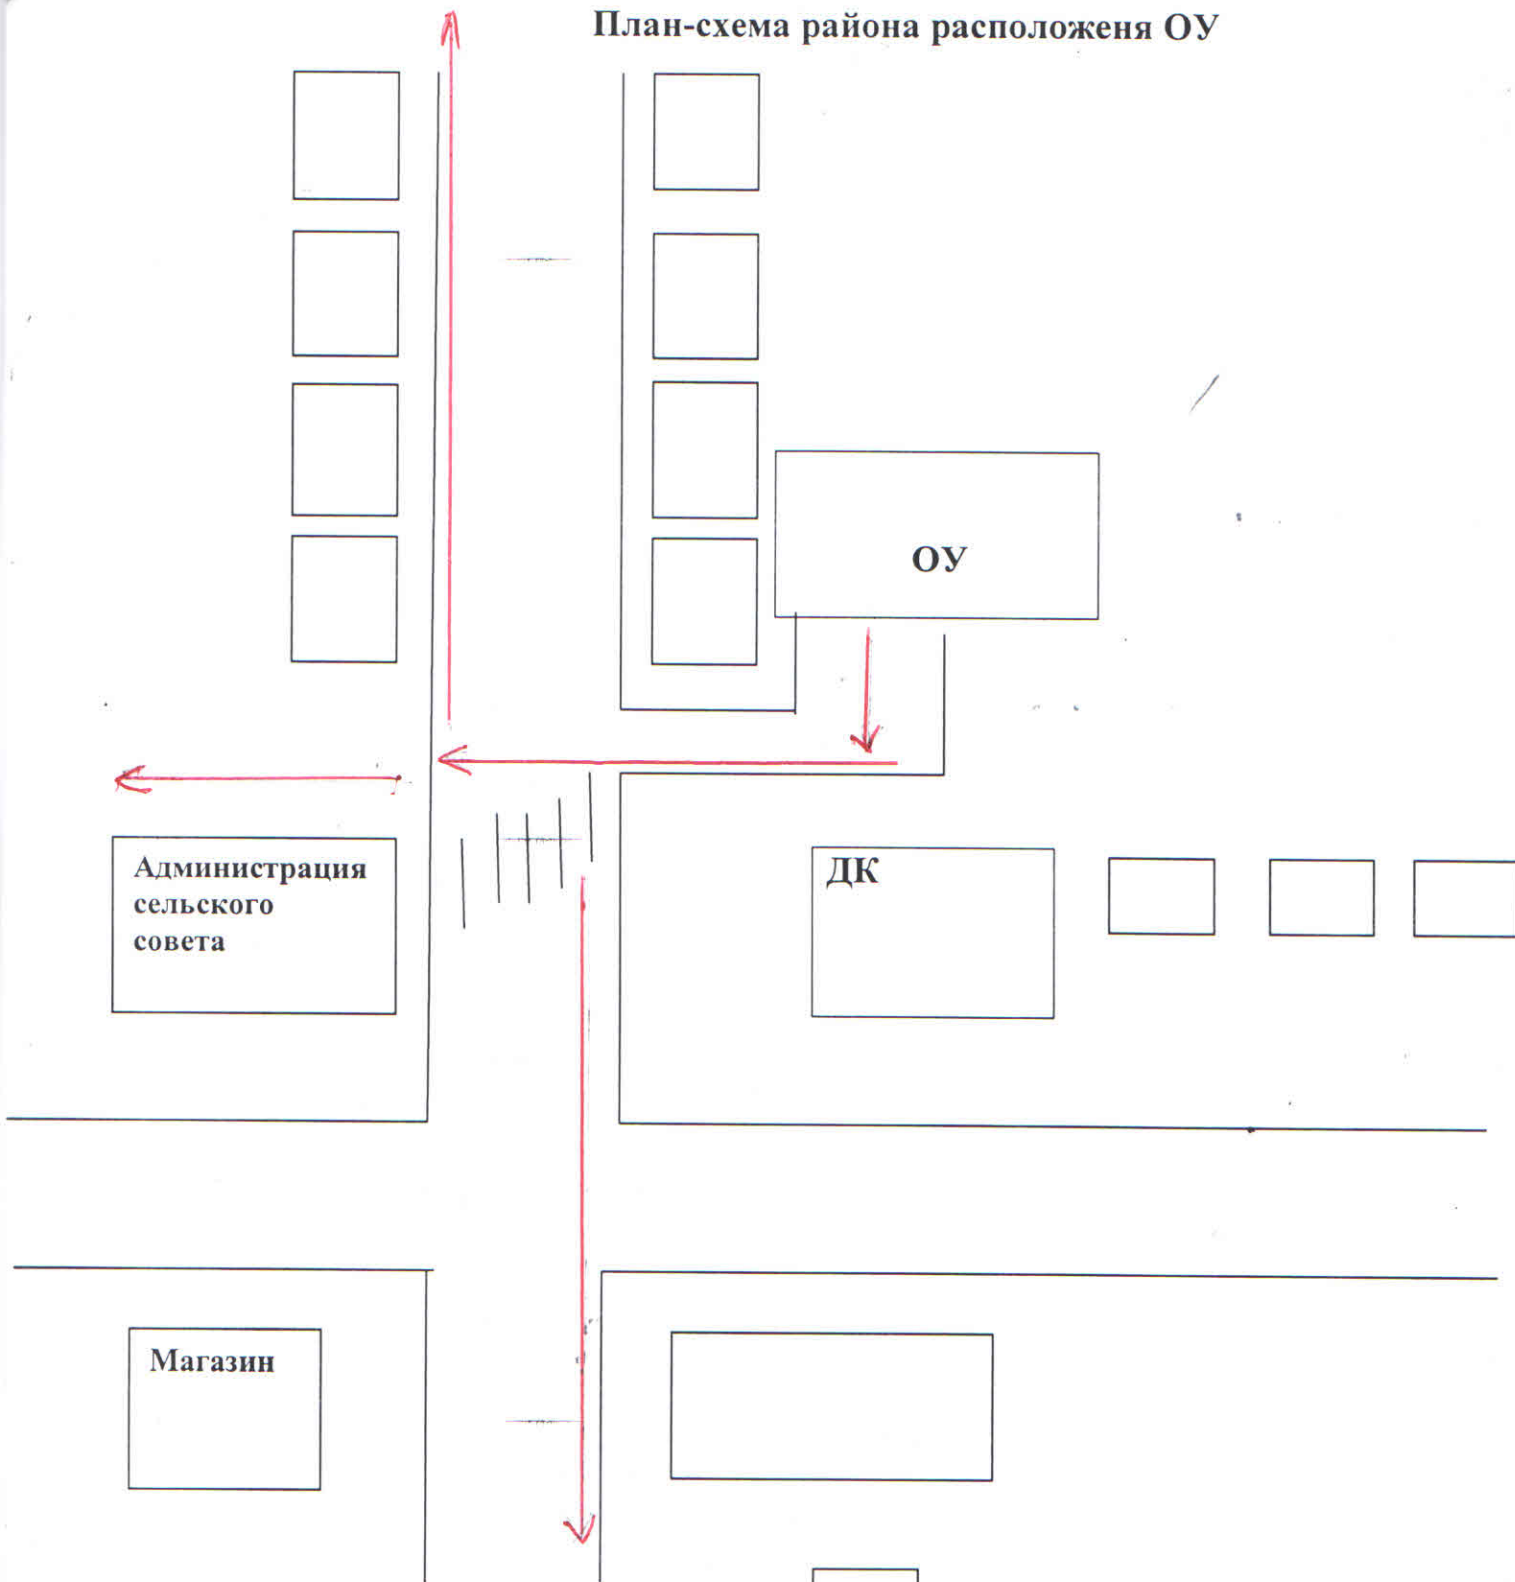 План-схема района расположеня ОУ
ОУ
Администрация
сельского
совета
ДК
Магазин